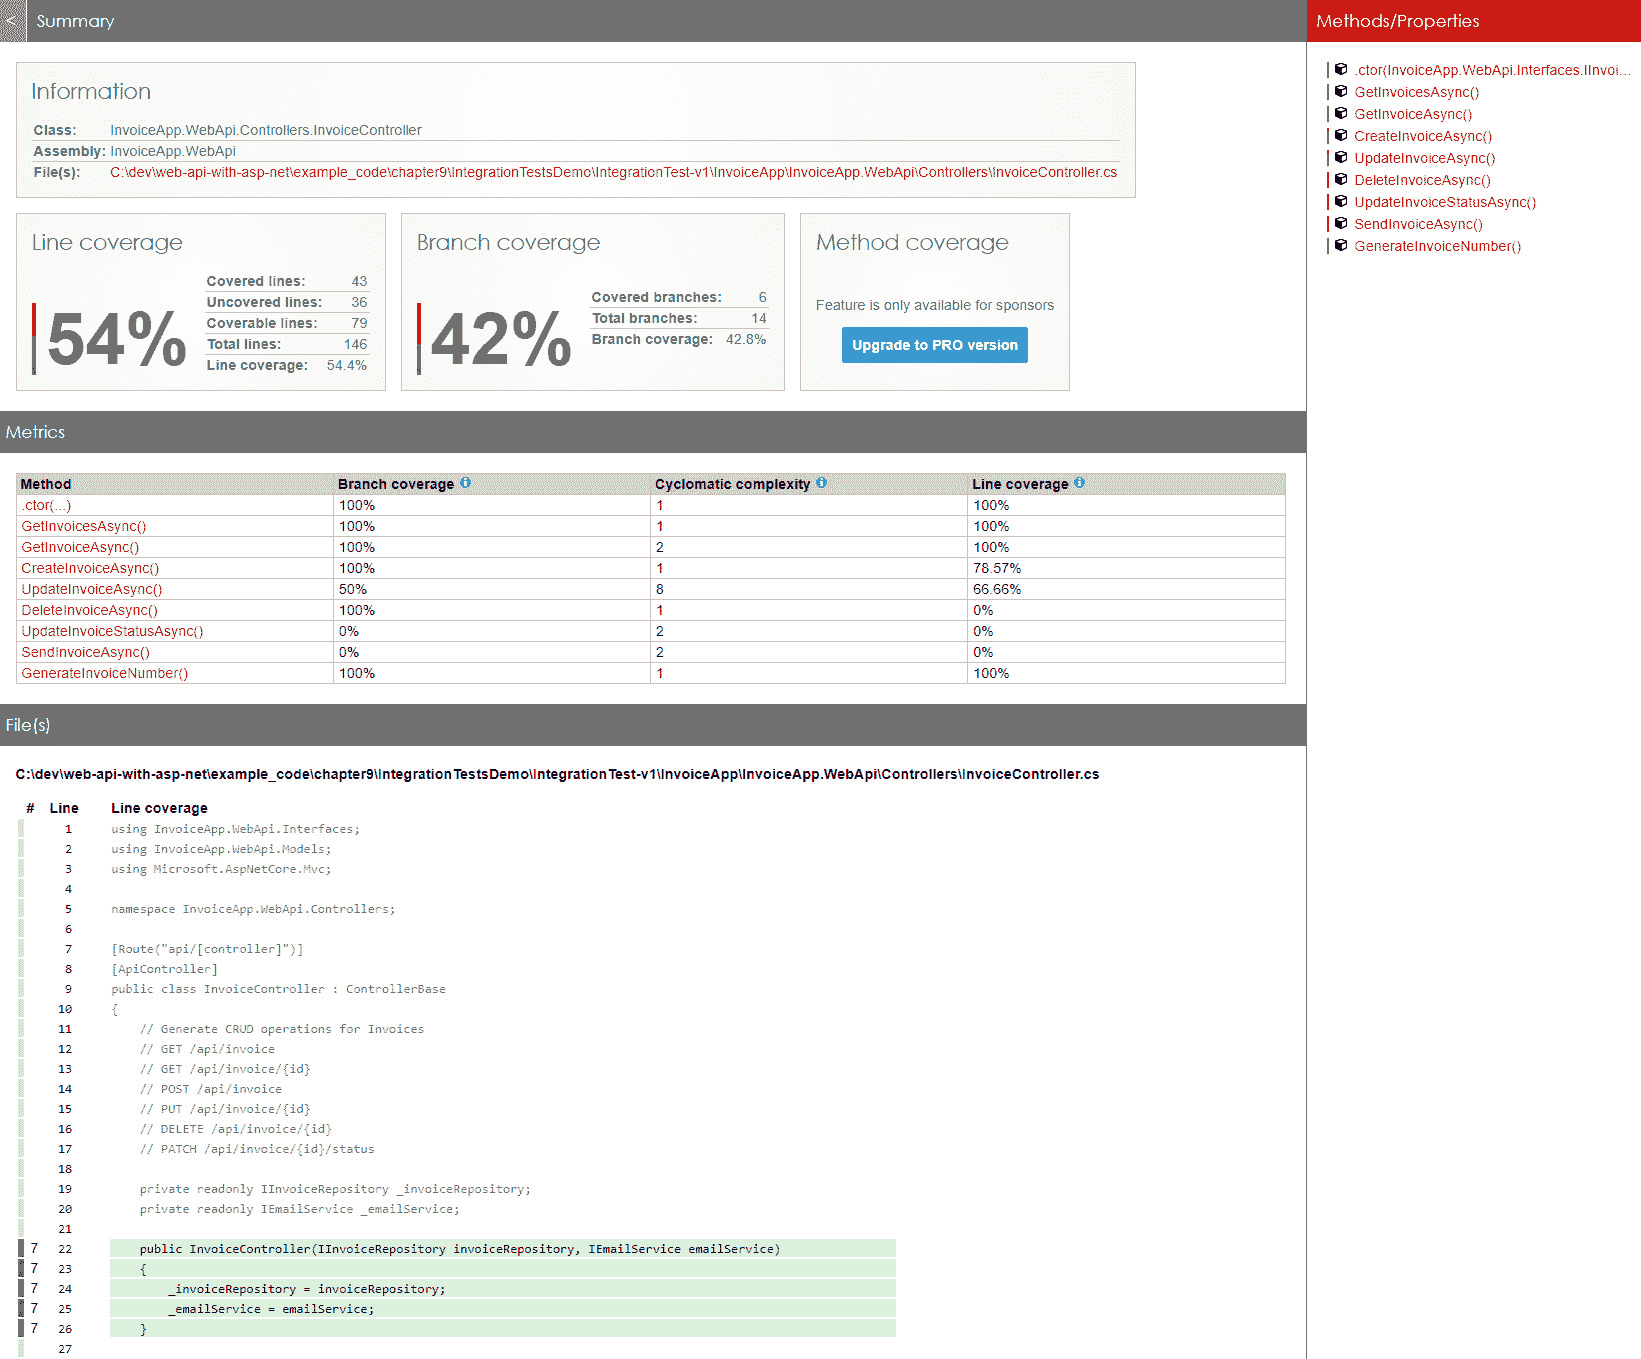 < Summary
Information
Class: InvoiceApp.WebApi.Controllers.InvoiceController
Assembly: InvoiceApp.WebApi
File(s): C:\dev\web-api-with-asp-net\example_code\chapter9\IntegrationTestsDemo\IntegrationTest-v1\InvoiceApp\InvoiceApp.WebApi\Controllers\InvoiceController.cs
Line coverage
54%
Covered lines: 43
Uncovered lines: 36
Coverable lines: 79
Total lines: 146
Line coverage: 54.4%
Branch coverage
42%
Covered branches: 6
Total branches: 14
Branch coverage: 42.8%
Method coverage
Feature is only available for sponsors
Upgrade to PRO version
Metrics
Method Branch coverage Cyclomatic complexity Line coverage
.ctor(...) 100% 1 100%
GetInvoicesAsync() 100% 1 100%
GetInvoiceAsync() 100% 2 100%
CreateInvoiceAsync() 100% 1 78.57%
UpdateInvoiceAsync() 50% 8 66.66%
DeleteInvoiceAsync() 100% 1 0%
UpdateInvoiceStatusAsync() 0% 2 0%
SendInvoiceAsync() 0% 2 0%
GenerateInvoiceNumber() 100% 1 100%
File(s)
C:\dev\web-api-with-asp-net\example_code\chapter9\IntegrationTestsDemo\IntegrationTest-v1\InvoiceApp\InvoiceApp.WebApi\Controllers\InvoiceController.cs
# Line Line coverage
1 using InvoiceApp.WebApi.Interfaces;
2 using InvoiceApp.WebApi.Models;
3 using Microsoft.AspNetCore.Mvc;
4
5 namespace InvoiceApp.WebApi.Controllers;
6
7 [Route("api/[controller]")]
8 [ApiController]
9 public class InvoiceController : ControllerBase
10 {
11 // Generate CRUD operations for Invoices
12 // GET /api/invoice
13 // GET /api/invoice/{id}
14 // POST /api/invoice
15 // PUT /api/invoice/{id}
16 // DELETE /api/invoice/{id}
17 // PATCH /api/invoice/{id}/status
18
19 private readonly IInvoiceRepository _invoiceRepository;
20 private readonly IEmailService _emailService;
21
7 22 public InvoiceController(IInvoiceRepository invoiceRepository, IEmailService emailService)
7 23 {
7 24 _invoiceRepository = invoiceRepository;
7 25 _emailService = emailService;
7 26 }
27
Methods/Properties
.ctor(InvoiceApp.WebApi.Interfaces.IInvoi...
GetInvoicesAsync()
GetInvoiceAsync()
CreateInvoiceAsync()
UpdateInvoiceAsync()
DeleteInvoiceAsync()
UpdateInvoiceStatusAsync()
SendInvoiceAsync()
GenerateInvoiceNumber()